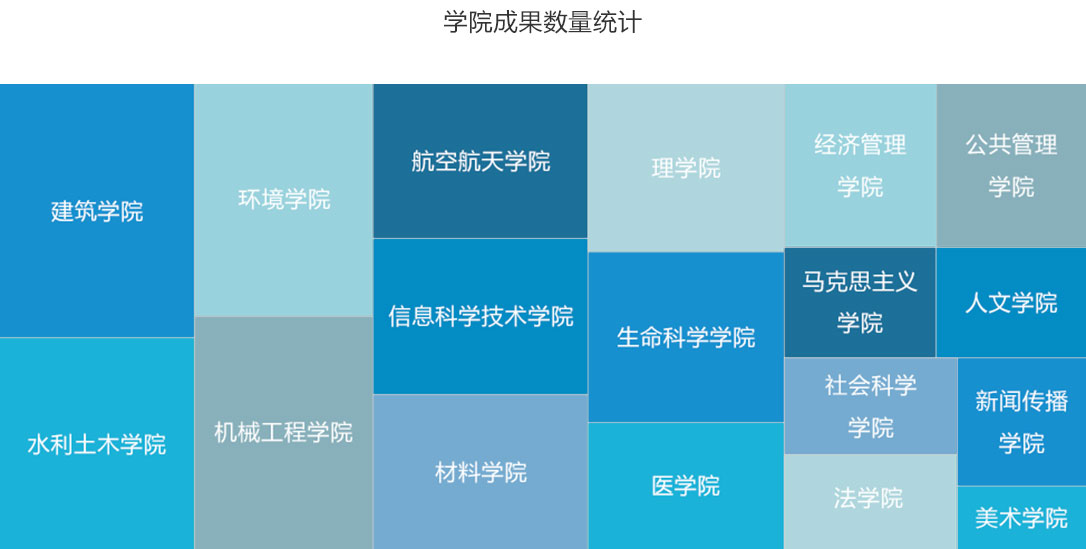 学院成果数量统计
建筑学院
水利土木学院
环境学院
机械工程学院
航空航天学院
信息科学技术学院
材料学院
理学院
生命科学学院
医学院
经济管理
学院
公共管理
学院
马克思主义
学院
人文学院
社会科学
学院
新闻传播
学院
法学院
美术学院